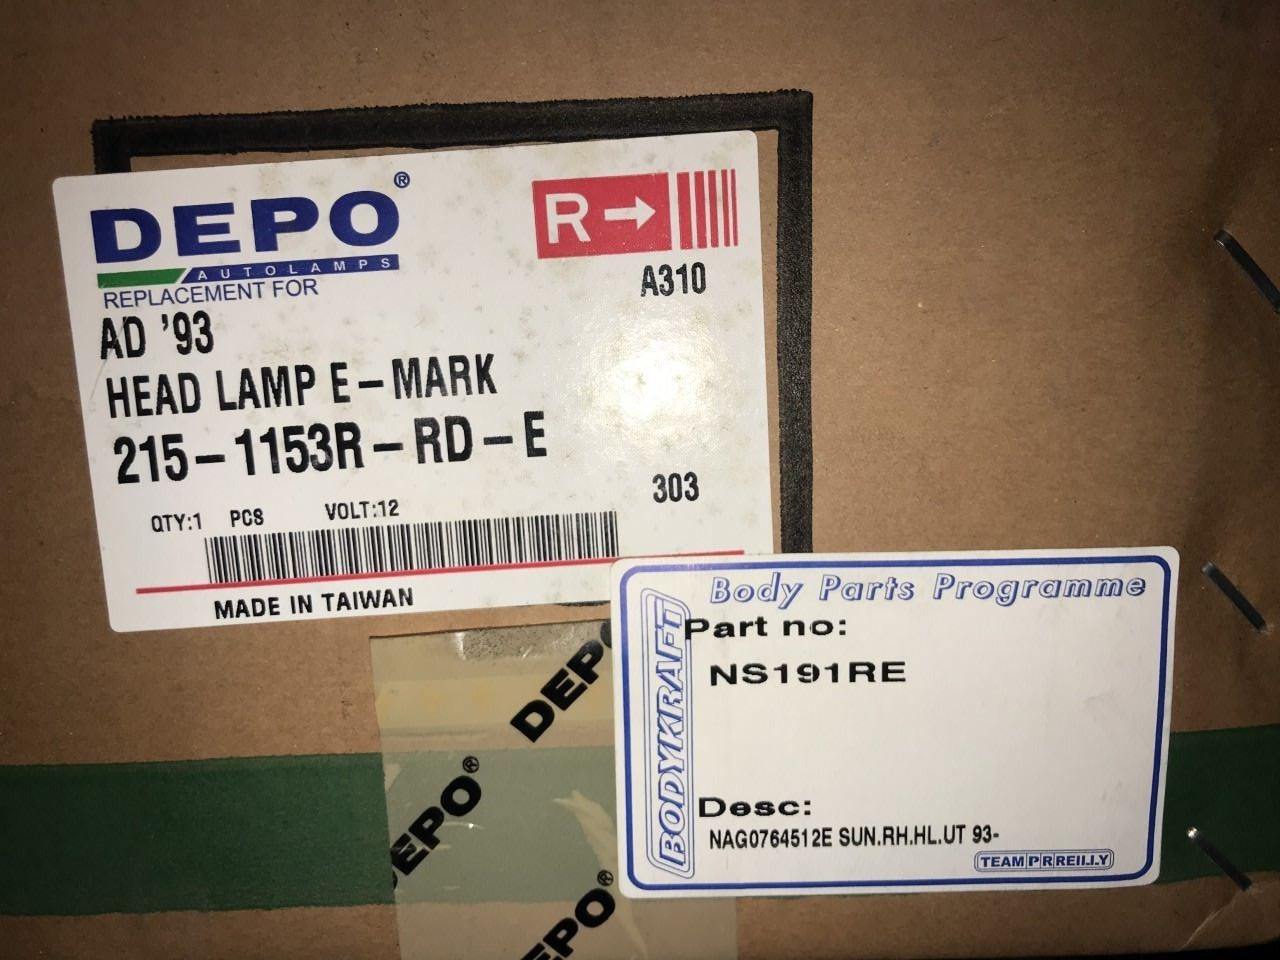 DEPO®
AUTOLAMPS
REPLACEMENT FOR
R→
A310
AD '93
HEAD LAMP E-MARK
215-1153R-RD-E
303
QTY:1 PCS VOLT:12
MADE IN TAIWAN
BODYKRAFT
Body Parts Programme
Part no:
NS191RE
Desc:
NAG0764512E SUN.RH.HL.UT 93-
TEAM PR REILLY
DEPO
DEPO®
DEPO®